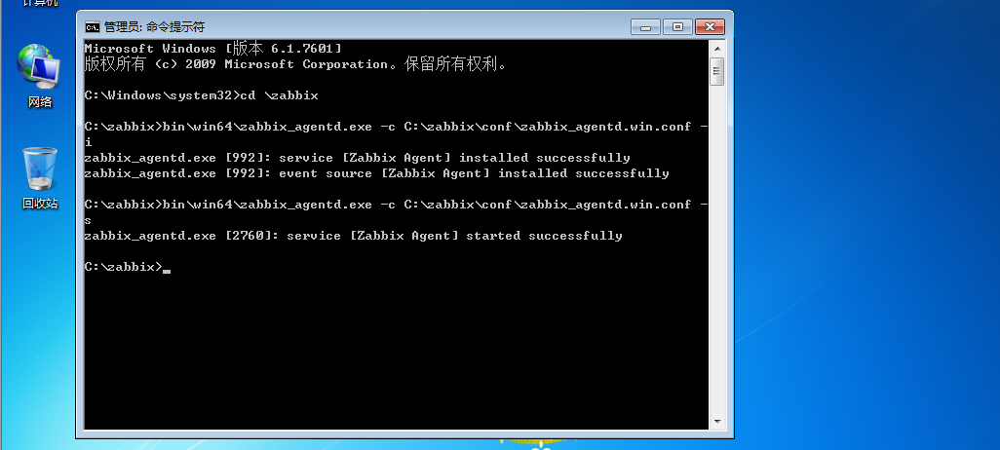 计算机
网络
回收站
管理员: 命令提示符
Microsoft Windows [版本 6.1.7601]
版权所有 (c) 2009 Microsoft Corporation。保留所有权利。
C:\Windows\system32>cd \zabbix
C:\zabbix>bin\win64\zabbix_agentd.exe -c C:\zabbix\conf\zabbix_agentd.win.conf -
i
zabbix_agentd.exe [992]: service [Zabbix Agent] installed successfully
zabbix_agentd.exe [992]: event source [Zabbix Agent] installed successfully
C:\zabbix>bin\win64\zabbix_agentd.exe -c C:\zabbix\conf\zabbix_agentd.win.conf -
s
zabbix_agentd.exe [2760]: service [Zabbix Agent] started successfully
C:\zabbix>